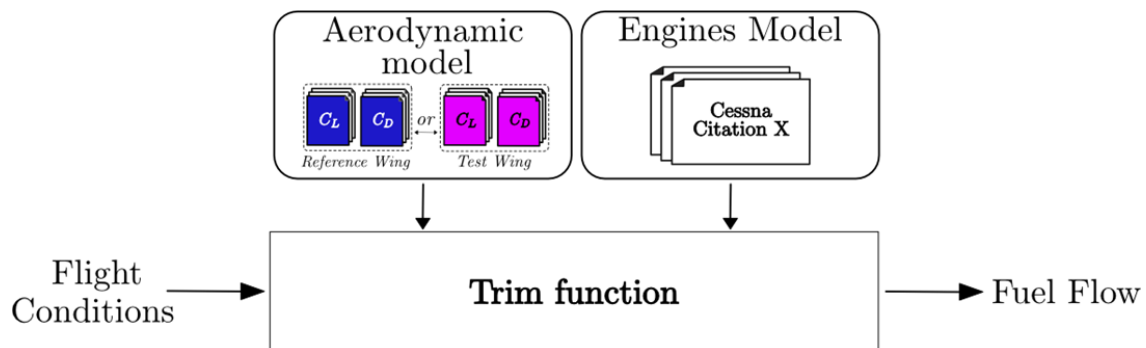 Aerodynamic
model
C_L C_D or C_L C_D
Reference Wing Test Wing
Engines Model
Cessna
Citation X
Flight
Conditions
Trim function
Fuel Flow